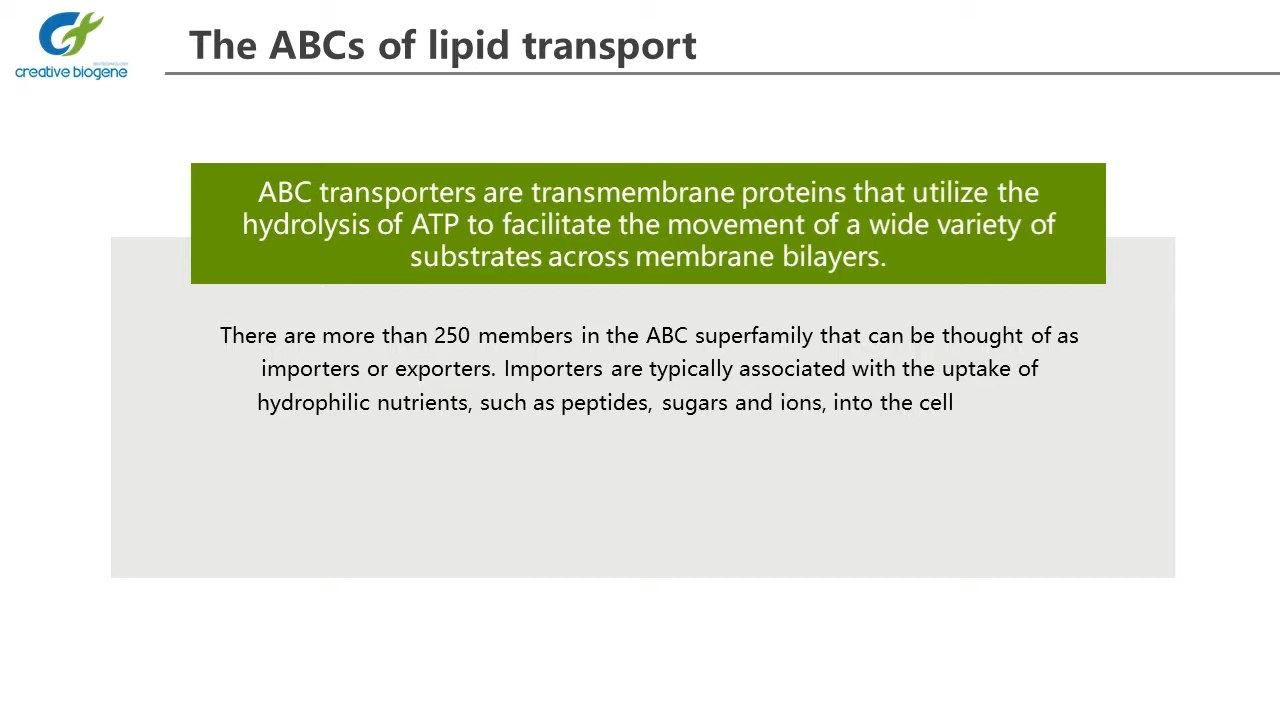 The ABCs of lipid transport
BIOTECHNOLOGY
creative biogene
ABC transporters are transmembrane proteins that utilize the
hydrolysis of ATP to facilitate the movement of a wide variety of
substrates across membrane bilayers.
There are more than 250 members in the ABC superfamily that can be thought of as
importers or exporters. Importers are typically associated with the uptake of
hydrophilic nutrients, such as peptides, sugars and ions, into the cell